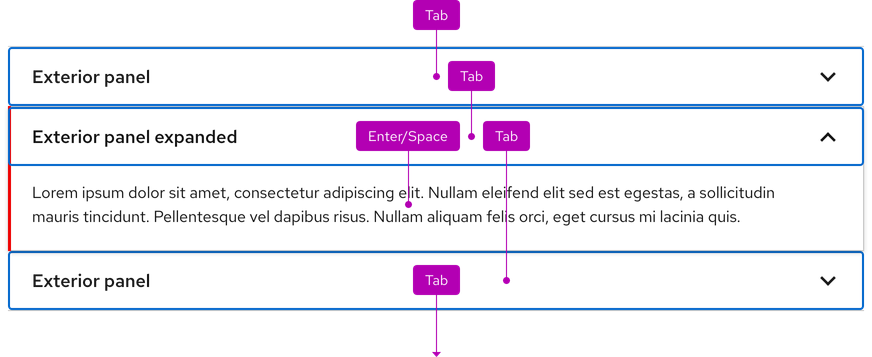 Tab
Exterior panel
Tab
Exterior panel expanded
Enter/Space
Tab
Lorem ipsum dolor sit amet, consectetur adipiscing elit. Nullam eleifend elit sed est egestas, a sollicitudin
mauris tincidunt. Pellentesque vel dapibus risus. Nullam aliquam felis orci, eget cursus mi lacinia quis.
Exterior panel
Tab